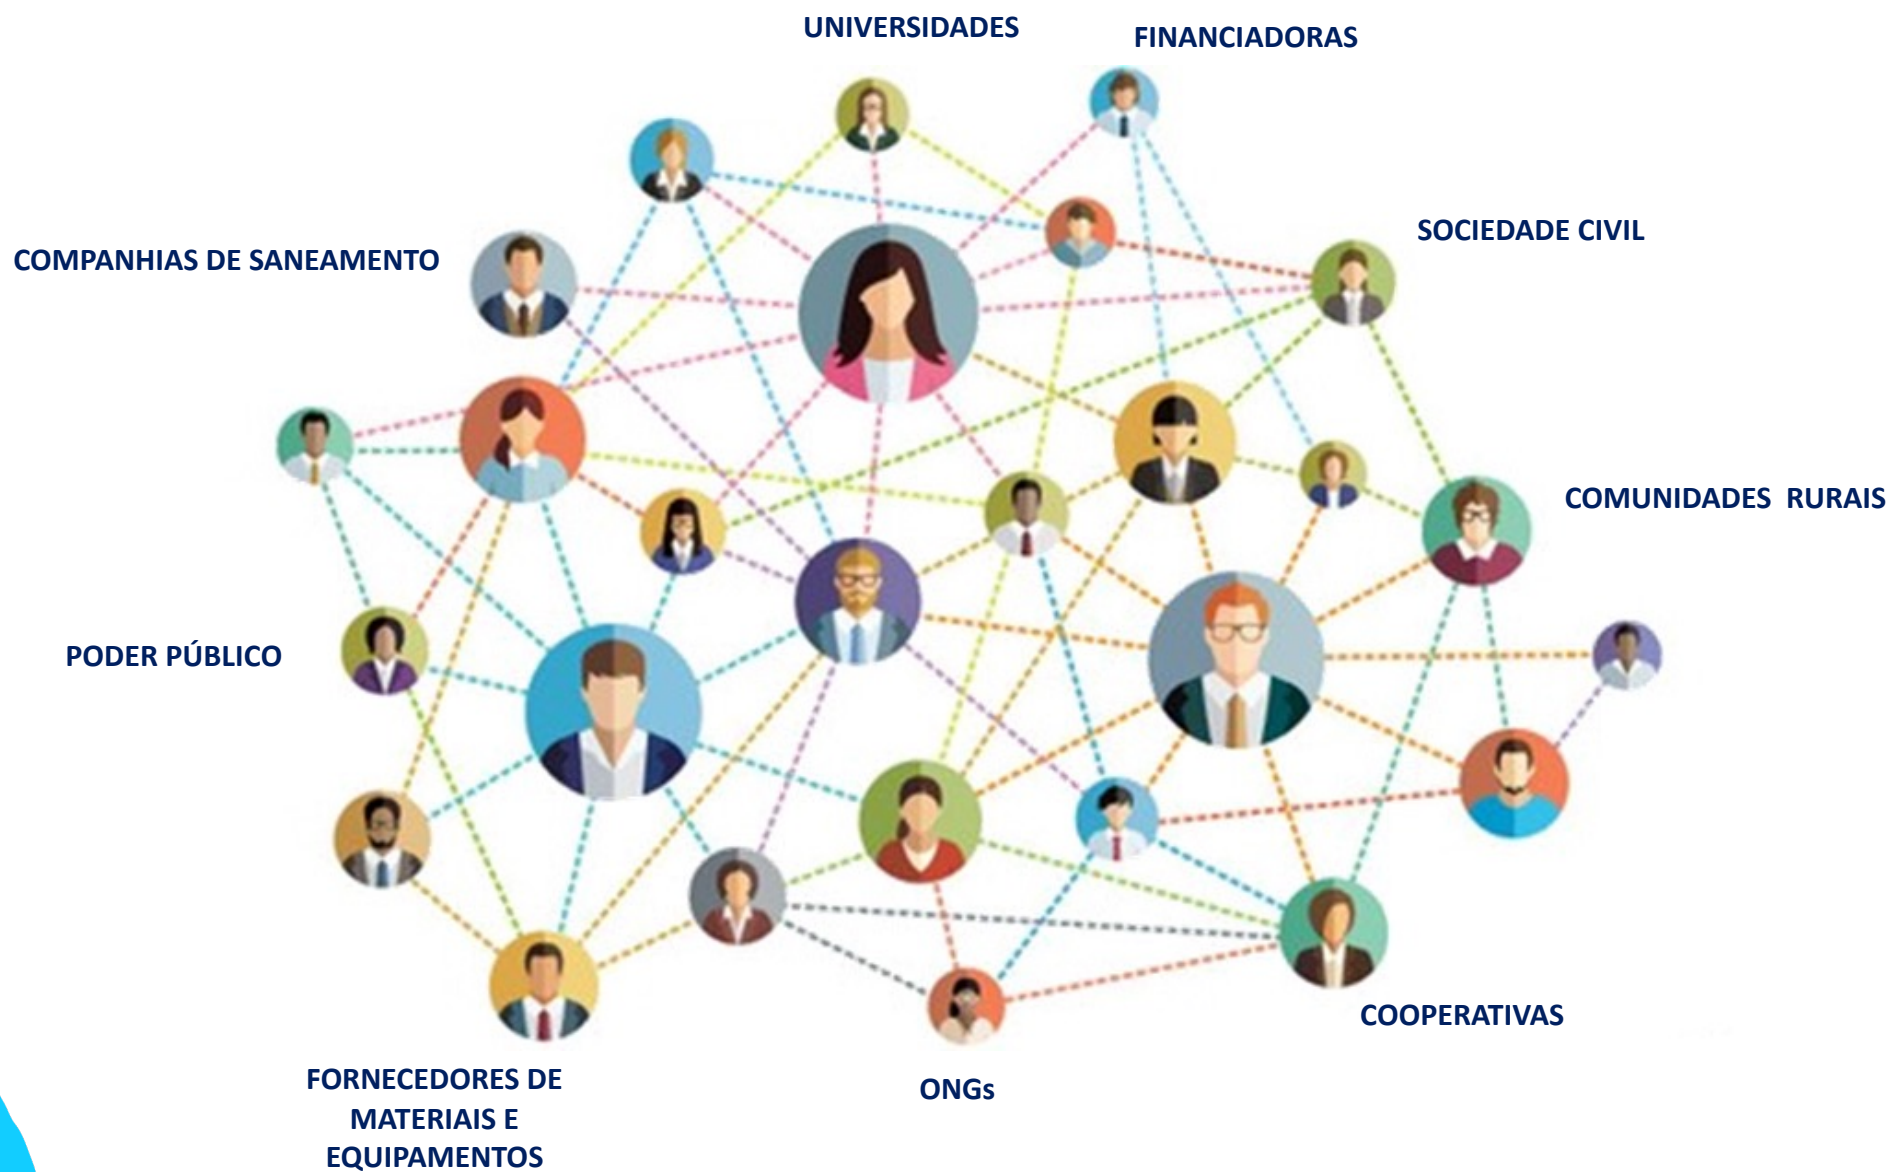 UNIVERSIDADES
FINANCIADORAS
SOCIEDADE CIVIL
COMPANHIAS DE SANEAMENTO
COMUNIDADES RURAIS
PODER PÚBLICO
COOPERATIVAS
FORNECEDORES DE
MATERIAIS E
EQUIPAMENTOS
ONGs